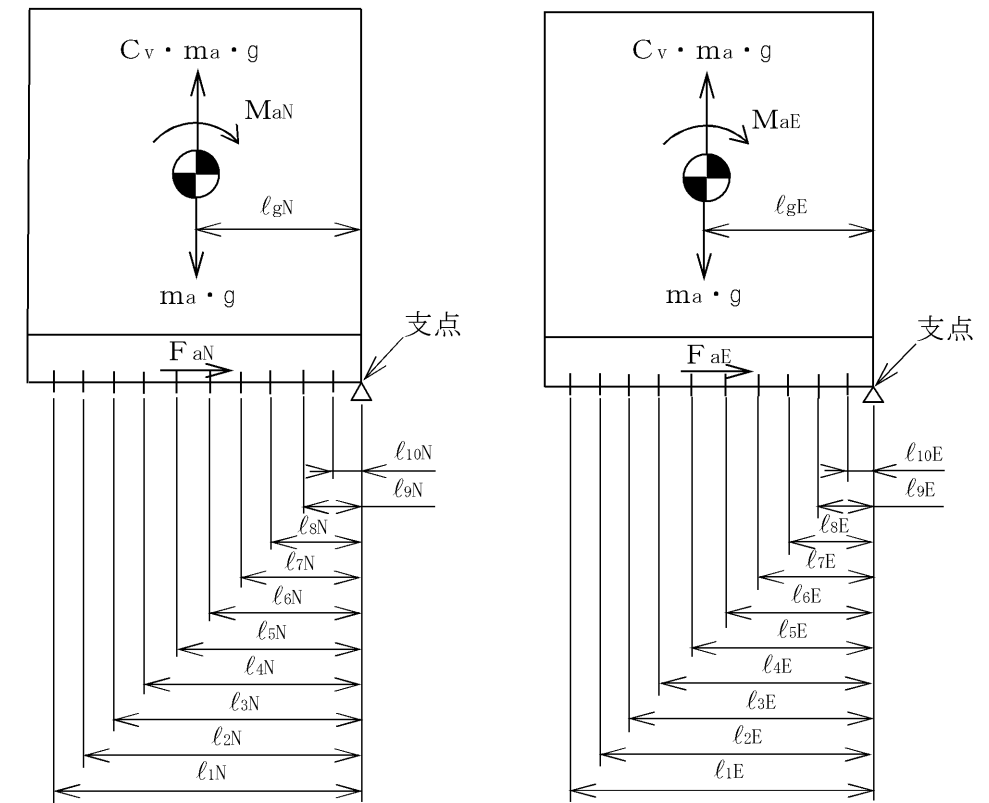 Cv・ma・g
MaN
ℓgN
ma・g
支点
FaN
ℓ10N
ℓ9N
ℓ8N
ℓ7N
ℓ6N
ℓ5N
ℓ4N
ℓ3N
ℓ2N
ℓ1N
Cv・ma・g
MaE
ℓgE
ma・g
支点
FaE
ℓ10E
ℓ9E
ℓ8E
ℓ7E
ℓ6E
ℓ5E
ℓ4E
ℓ3E
ℓ2E
ℓ1E